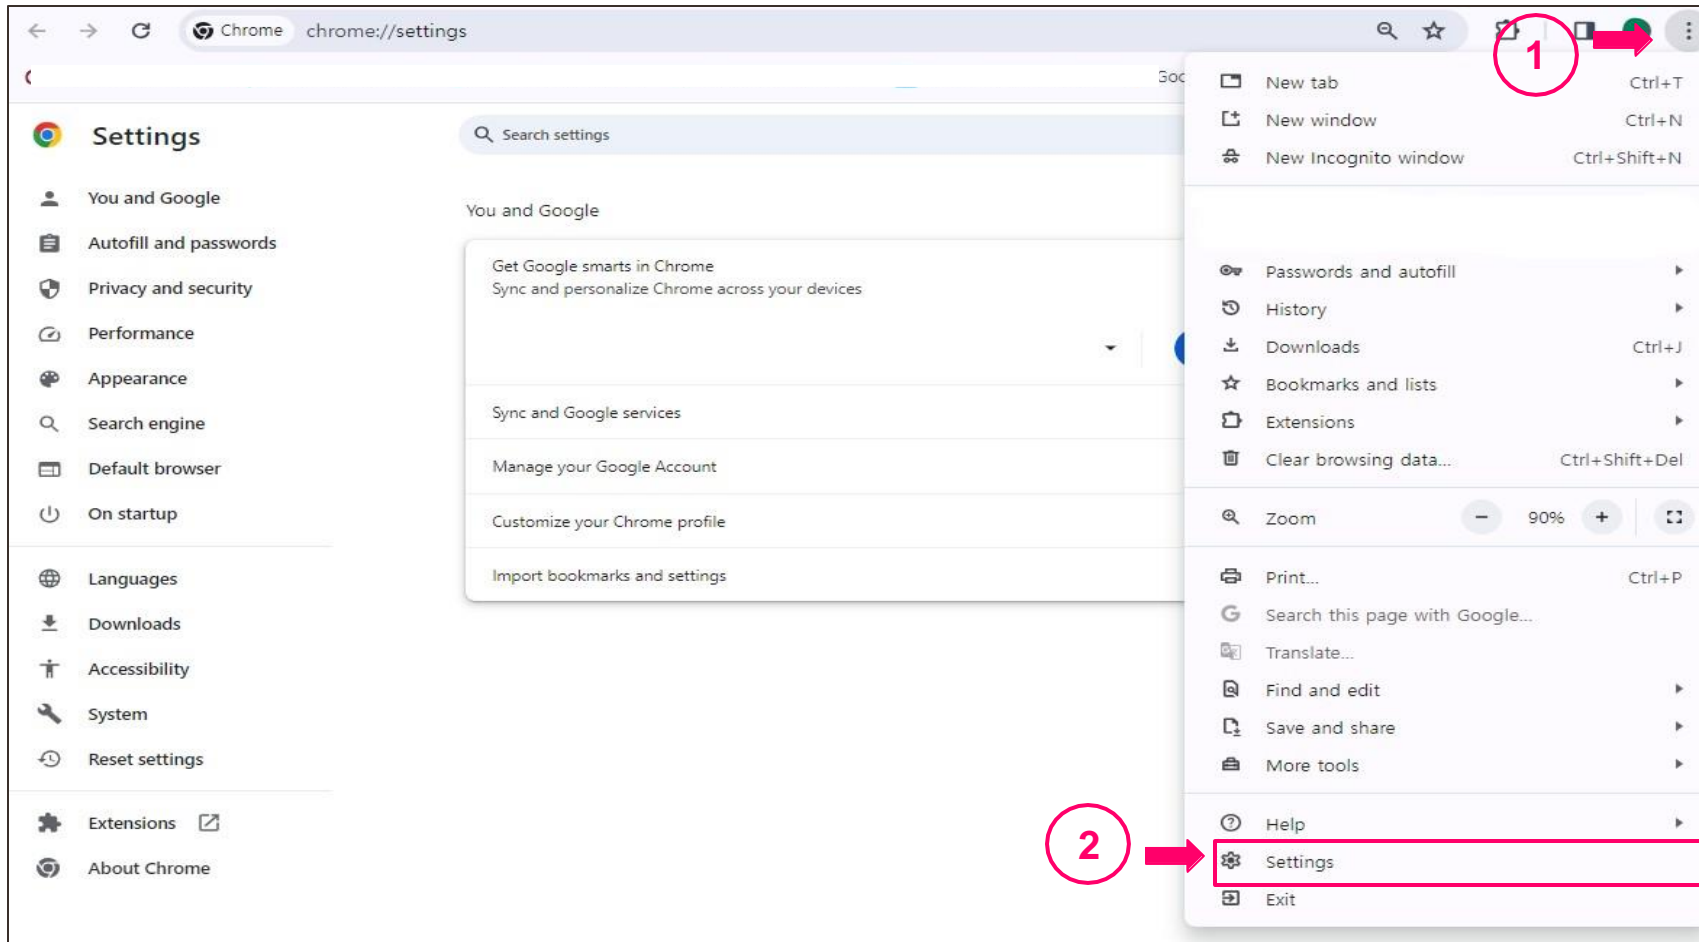 Chrome chrome://settings
1
New tab Ctrl+T
New window Ctrl+N
New Incognito window Ctrl+Shift+N
Passwords and autofill
History
Downloads Ctrl+J
Bookmarks and lists
Extensions
Clear browsing data... Ctrl+Shift+Del
Zoom − 90% +
Print... Ctrl+P
Search this page with Google...
Translate...
Find and edit
Save and share
More tools
Help
2
Settings
Exit
Settings
Search settings
You and Google
Autofill and passwords
Privacy and security
Performance
Appearance
Search engine
Default browser
On startup
Languages
Downloads
Accessibility
System
Reset settings
Extensions
About Chrome
You and Google
Get Google smarts in Chrome
Sync and personalize Chrome across your devices
Sync and Google services
Manage your Google Account
Customize your Chrome profile
Import bookmarks and settings